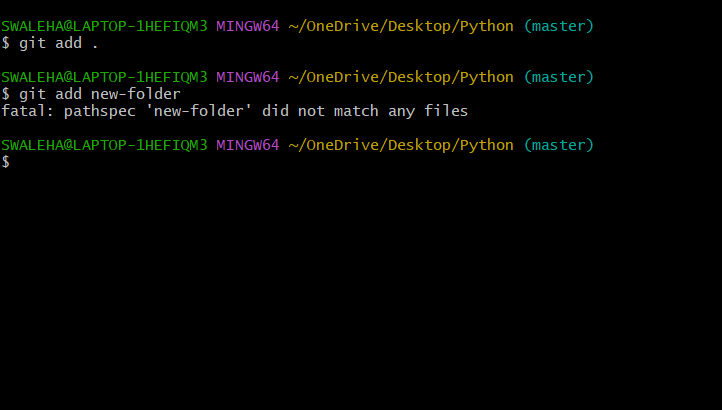 SWALEHA@LAPTOP-1HEFIQM3 MINGW64 ~/OneDrive/Desktop/Python (master)
$ git add .
SWALEHA@LAPTOP-1HEFIQM3 MINGW64 ~/OneDrive/Desktop/Python (master)
$ git add new-folder
fatal: pathspec 'new-folder' did not match any files
SWALEHA@LAPTOP-1HEFIQM3 MINGW64 ~/OneDrive/Desktop/Python (master)
$